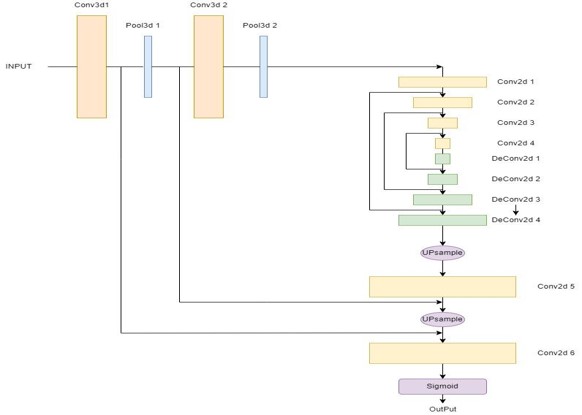 Conv3d1
Conv3d 2
Pool3d 1
Pool3d 2
INPUT
Conv2d 1
Conv2d 2
Conv2d 3
Conv2d 4
DeConv2d 1
DeConv2d 2
DeConv2d 3
DeConv2d 4
UPsample
Conv2d 5
UPsample
Conv2d 6
Sigmoid
OutPut